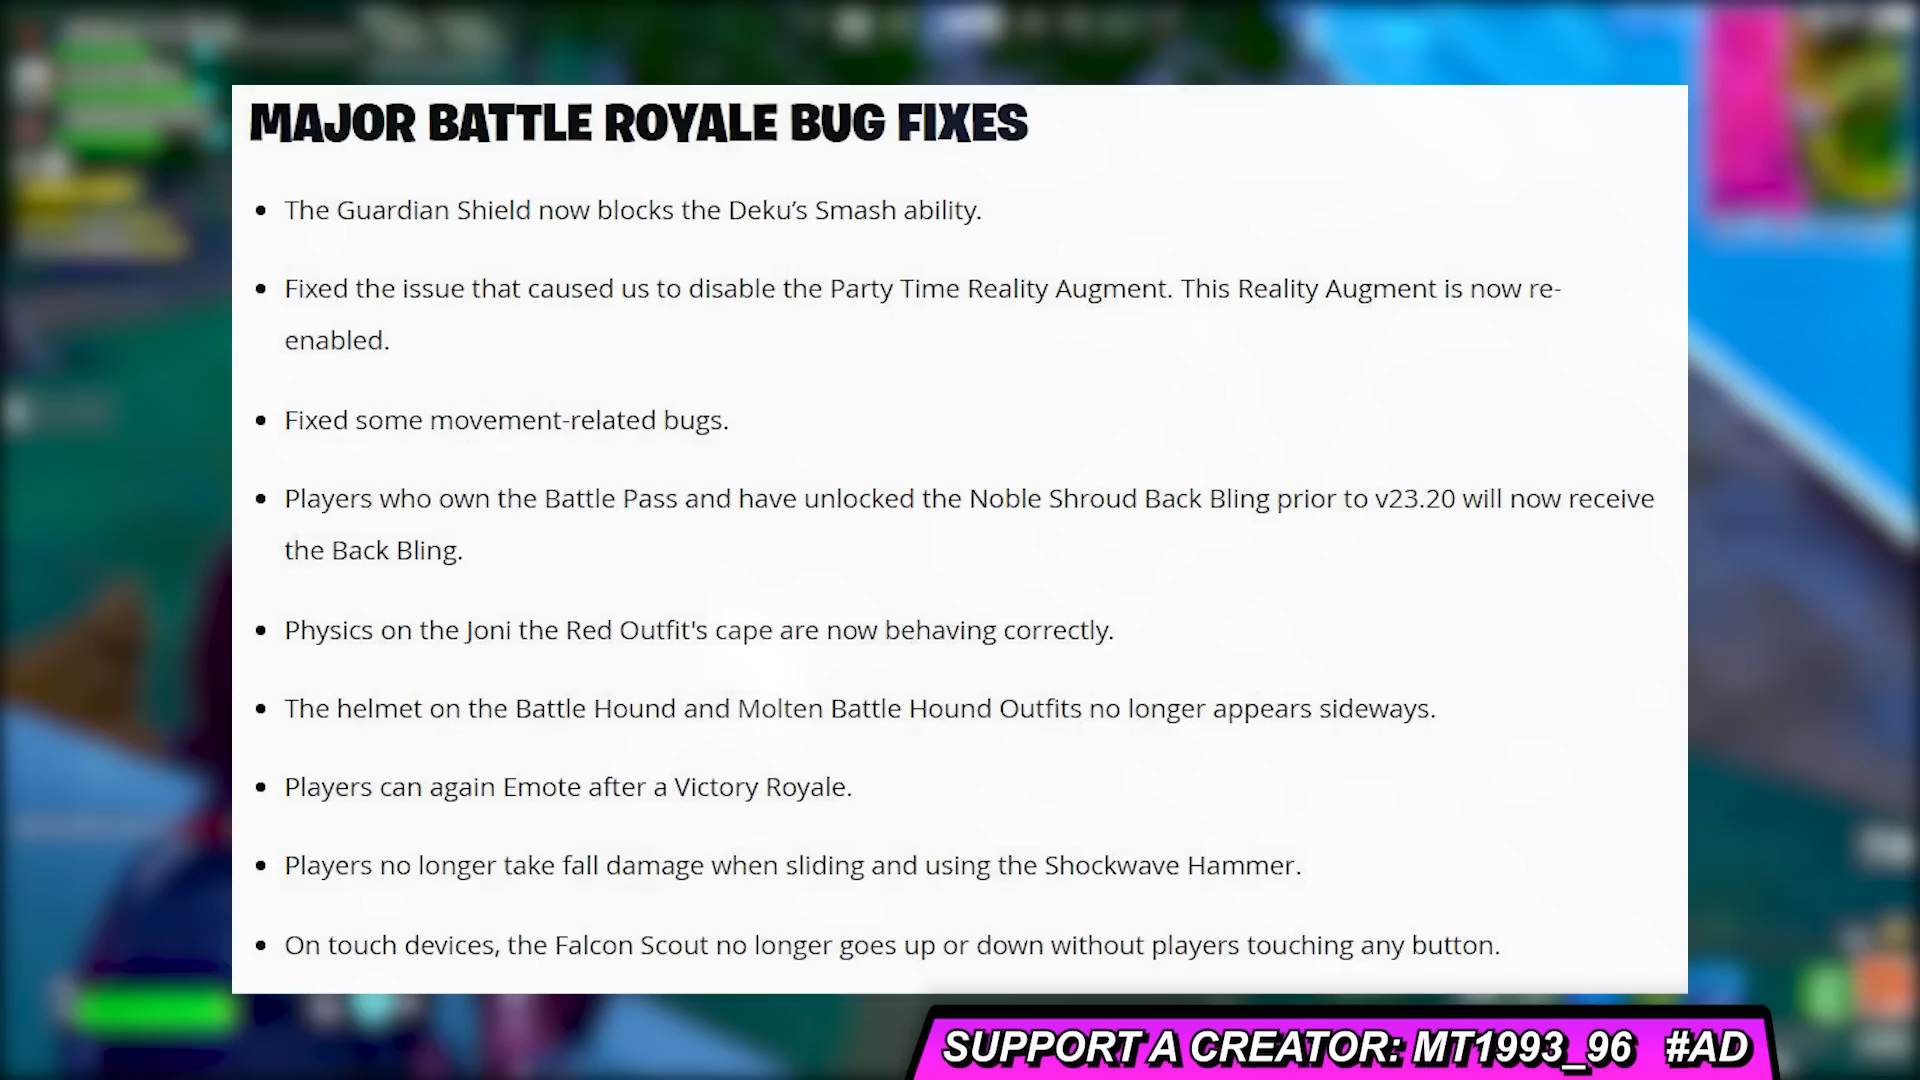 MAJOR BATTLE ROYALE BUG FIXES
• The Guardian Shield now blocks the Deku’s Smash ability.
• Fixed the issue that caused us to disable the Party Time Reality Augment. This Reality Augment is now re-
enabled.
• Fixed some movement-related bugs.
• Players who own the Battle Pass and have unlocked the Noble Shroud Back Bling prior to v23.20 will now receive
the Back Bling.
• Physics on the Joni the Red Outfit's cape are now behaving correctly.
• The helmet on the Battle Hound and Molten Battle Hound Outfits no longer appears sideways.
• Players can again Emote after a Victory Royale.
• Players no longer take fall damage when sliding and using the Shockwave Hammer.
• On touch devices, the Falcon Scout no longer goes up or down without players touching any button.
SUPPORT A CREATOR: MT1993_96 #AD